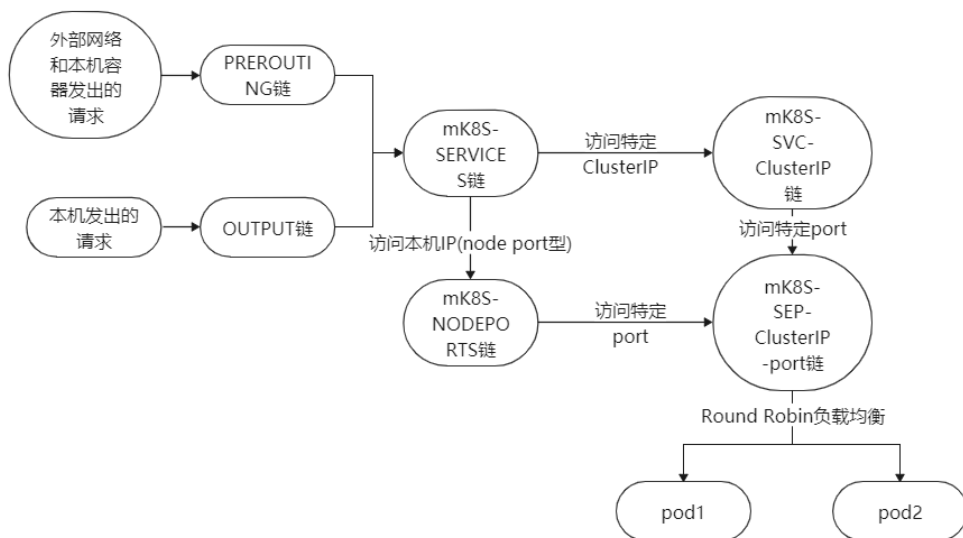 外部网络
和本机容
器发出的
请求
PREROUTI
NG链
mK8S-
SERVICE
S链
访问特定
ClusterIP
mK8S-
SVC-
ClusterIP
链
本机发出的
请求
OUTPUT链
访问本机IP(node port型)
访问特定port
mK8S-
NODEPO
RTS链
访问特定
port
mK8S-
SEP-
ClusterIP
-port链
Round Robin负载均衡
pod1
pod2